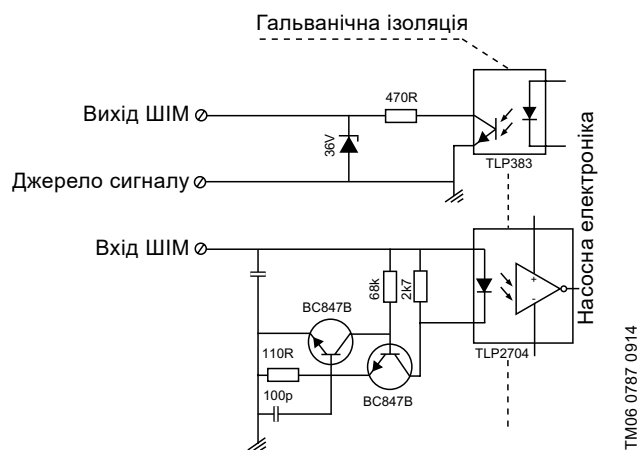 Гальванічна ізоляція
470R
Вихід ШІМ
36V
TLP383
Джерело сигналу
Вхід ШІМ
68k
2k7
BC847B
110R
100p
BC847B
TLP2704
Насосна електроніка
TM06 0787 0914